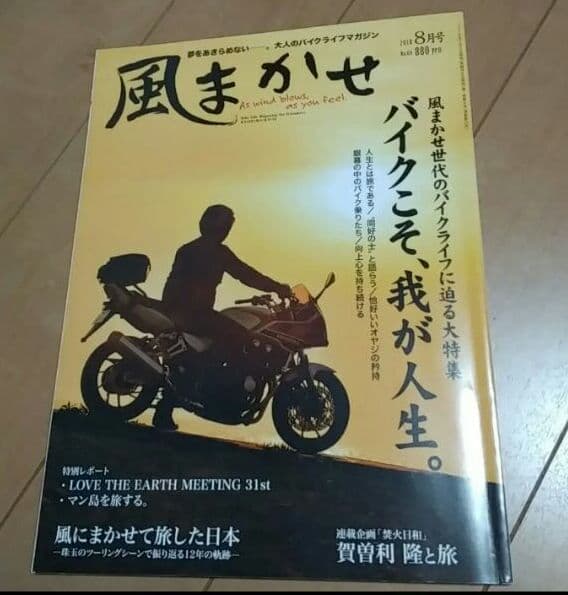 夢をあきらめない――。大人のバイクライフマガジン
2018 8月号
880
風まかせ
As wind blows,
as you feel.
風まかせ世代のバイクライフに迫る大特集
バイクこそ、我が人生。
人生とは旅である/“同好の士”と語らう/恰好いいオヤジの矜持
銀幕の中のバイク乗りたち/向上心を持ち続ける
特別レポート
・LOVE THE EARTH MEETING 31st
・マン島を旅する。
風にまかせて旅した日本
―珠玉のツーリングシーンで振り返る12年の軌跡―
連載企画「焚火日和」
賀曽利 隆と旅